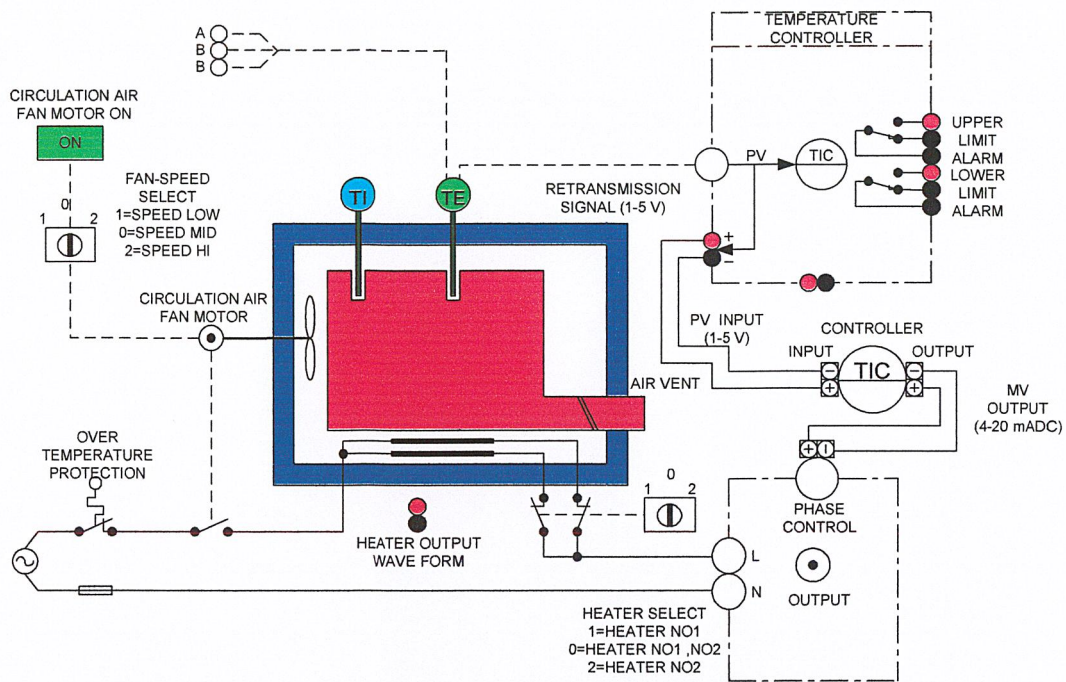 TEMPERATURE
CONTROLLER
A
B
B
CIRCULATION AIR
FAN MOTOR ON
ON
FAN-SPEED
SELECT
1=SPEED LOW
0=SPEED MID
2=SPEED HI
0
1
2
TI
TE
RETRANSMISSION
SIGNAL (1-5 V)
PV
TIC
UPPER
LIMIT
ALARM
LOWER
LIMIT
ALARM
+
−
CIRCULATION AIR
FAN MOTOR
PV INPUT
(1-5 V)
CONTROLLER
INPUT
OUTPUT
TIC
−
+
−
+
AIR VENT
MV
OUTPUT
(4-20 mADC)
OVER
TEMPERATURE
PROTECTION
+
I
0
1
2
PHASE
CONTROL
HEATER OUTPUT
WAVE FORM
L
N
OUTPUT
HEATER SELECT
1=HEATER NO1
0=HEATER NO1 ,NO2
2=HEATER NO2